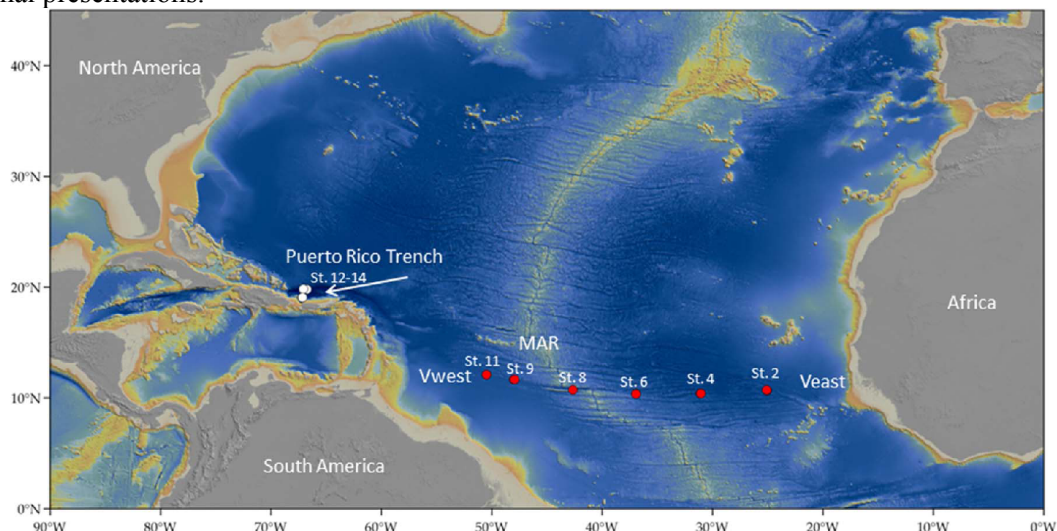 nal presentations.
40°N
North America
30°N
Puerto Rico Trench
St. 12-14
20°N
Africa
MAR
St. 11
St. 9
St. 8
St. 6
St. 4
St. 2
Vwest
Veast
10°N
South America
0°N
90°W 80°W 70°W 60°W 50°W 40°W 30°W 20°W 10°W 0°W